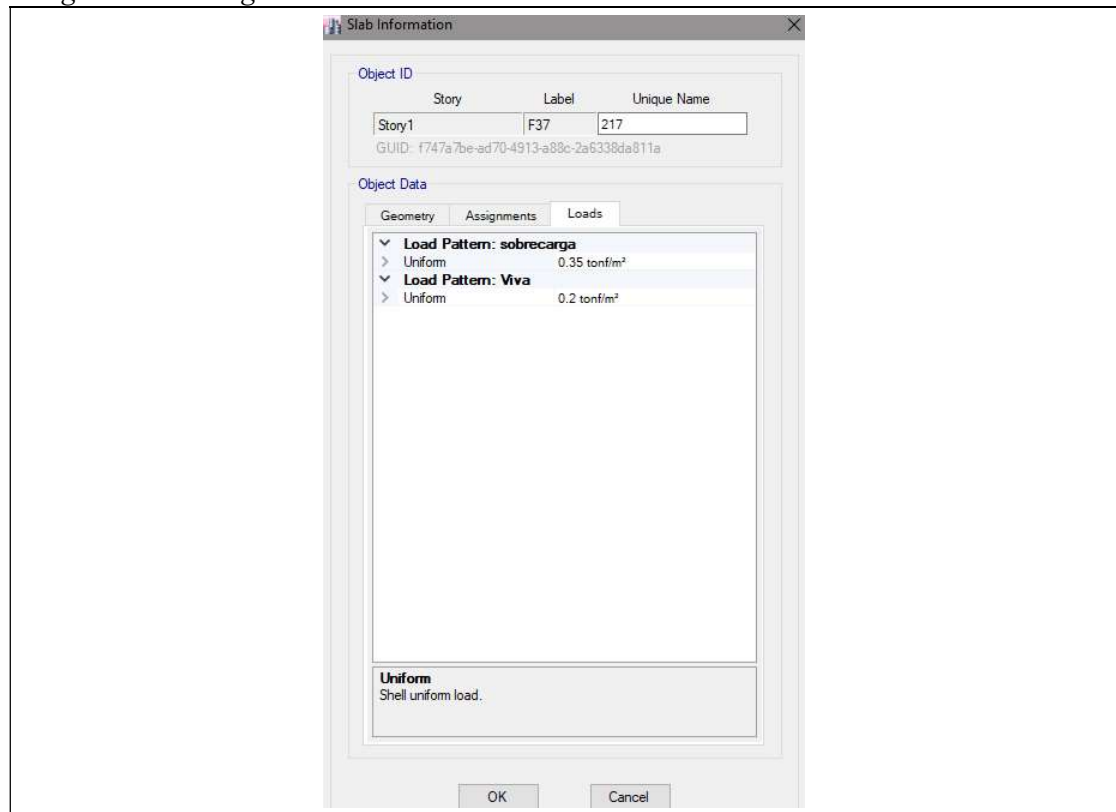 Slab Information
Object ID
Story Label Unique Name
Story1 F37 217
GUID: f747a7be-ad70-4913-a88c-2a6338da811a
Object Data
Geometry Assignments Loads
Load Pattern: sobrecarga
Uniform 0.35 tonf/m²
Load Pattern: Viva
Uniform 0.2 tonf/m²
Uniform
Shell uniform load.
OK Cancel